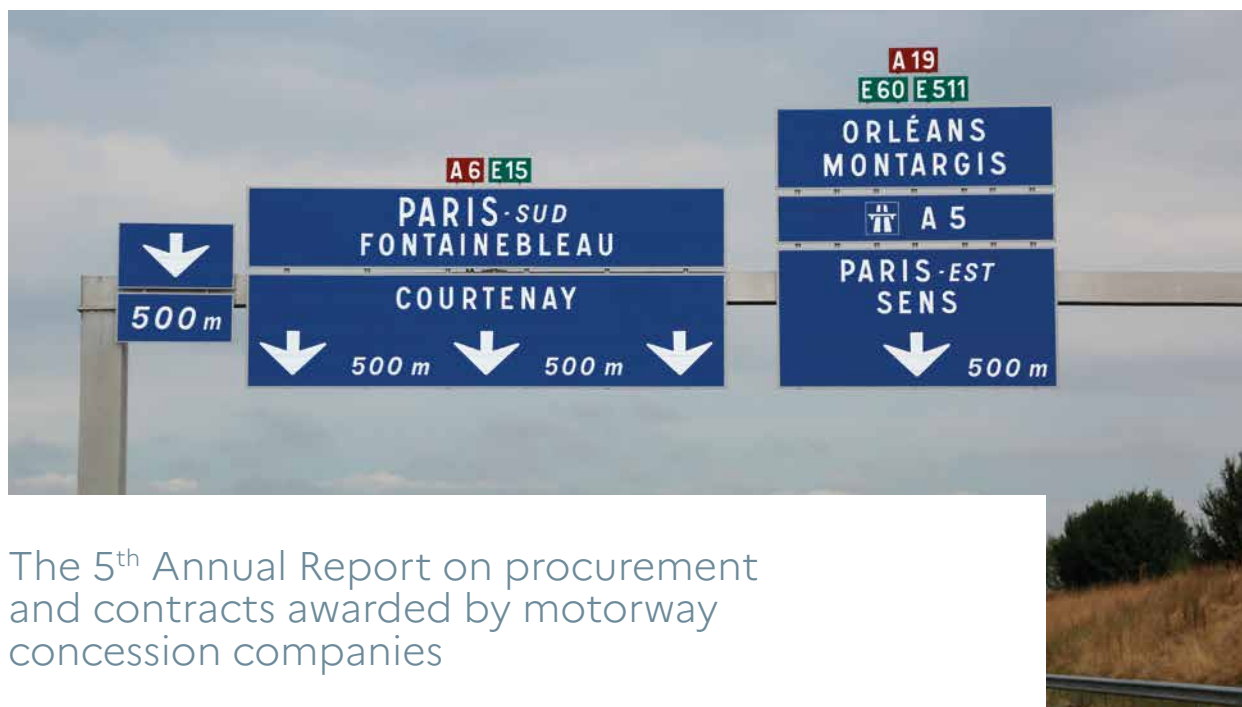 500 m
A6 E15
PARIS-SUD
FONTAINEBLEAU
COURTENAY
500 m 500 m
A19
E60 E511
ORLÉANS
MONTARGIS
A5
PARIS-EST
SENS
500 m
The 5th Annual Report on procurement
and contracts awarded by motorway
concession companies